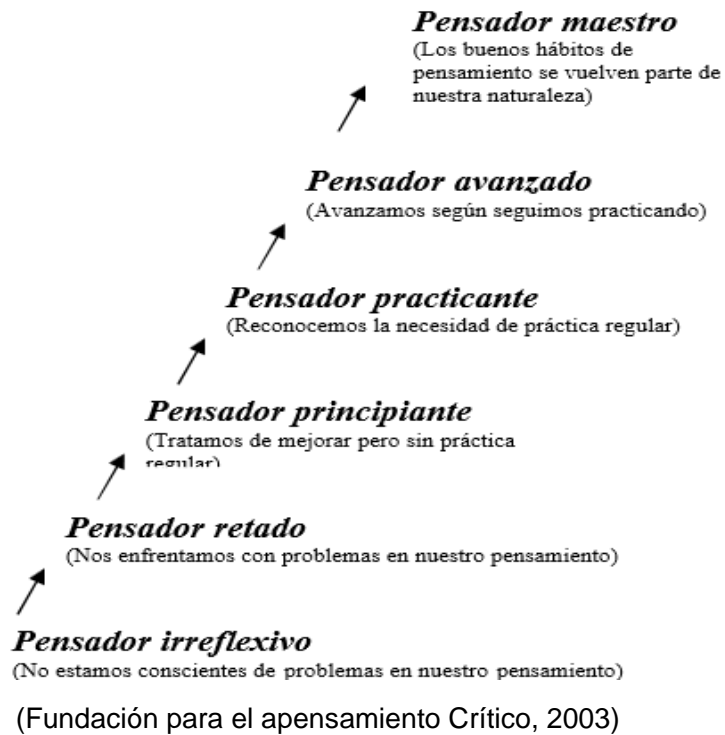 Pensador maestro
(Los buenos hábitos de
pensamiento se vuelven parte de
nuestra naturaleza)
Pensador avanzado
(Avanzamos según seguimos practicando)
Pensador practicante
(Reconocemos la necesidad de práctica regular)
Pensador principiante
(Tratamos de mejorar pero sin práctica
regular)
Pensador retado
(Nos enfrentamos con problemas en nuestro pensamiento)
Pensador irreflexivo
(No estamos conscientes de problemas en nuestro pensamiento)
(Fundación para el apensamiento Crítico, 2003)